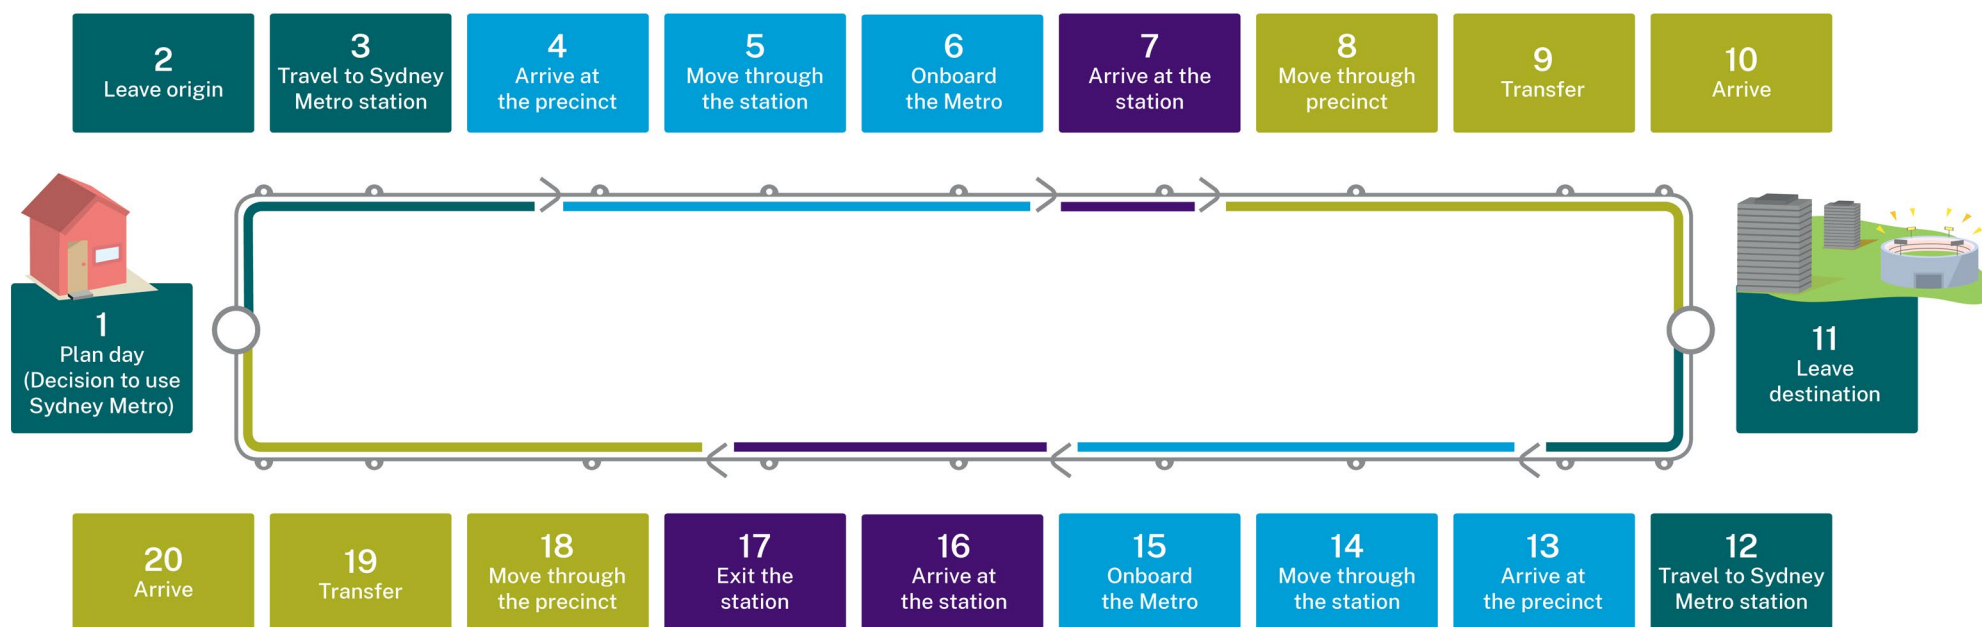 2
Leave origin
3
Travel to Sydney
Metro station
4
Arrive at
the precinct
5
Move through
the station
6
Onboard
the Metro
7
Arrive at the
station
8
Move through
precinct
9
Transfer
10
Arrive
1
Plan day
(Decision to use
Sydney Metro)
11
Leave
destination
20
Arrive
19
Transfer
18
Move through
the precinct
17
Exit the
station
16
Arrive at
the station
15
Onboard
the Metro
14
Move through
the station
13
Arrive at
the precinct
12
Travel to Sydney
Metro station